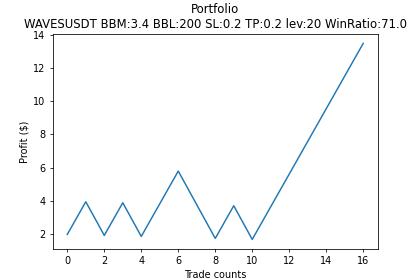 Portfolio
WAVESUSDT BBM:3.4 BBL:200 SL:0.2 TP:0.2 lev:20 WinRatio:71.0
14
12
10
8
6
4
2
Profit ($)
0 2 4 6 8 10 12 14 16
Trade counts